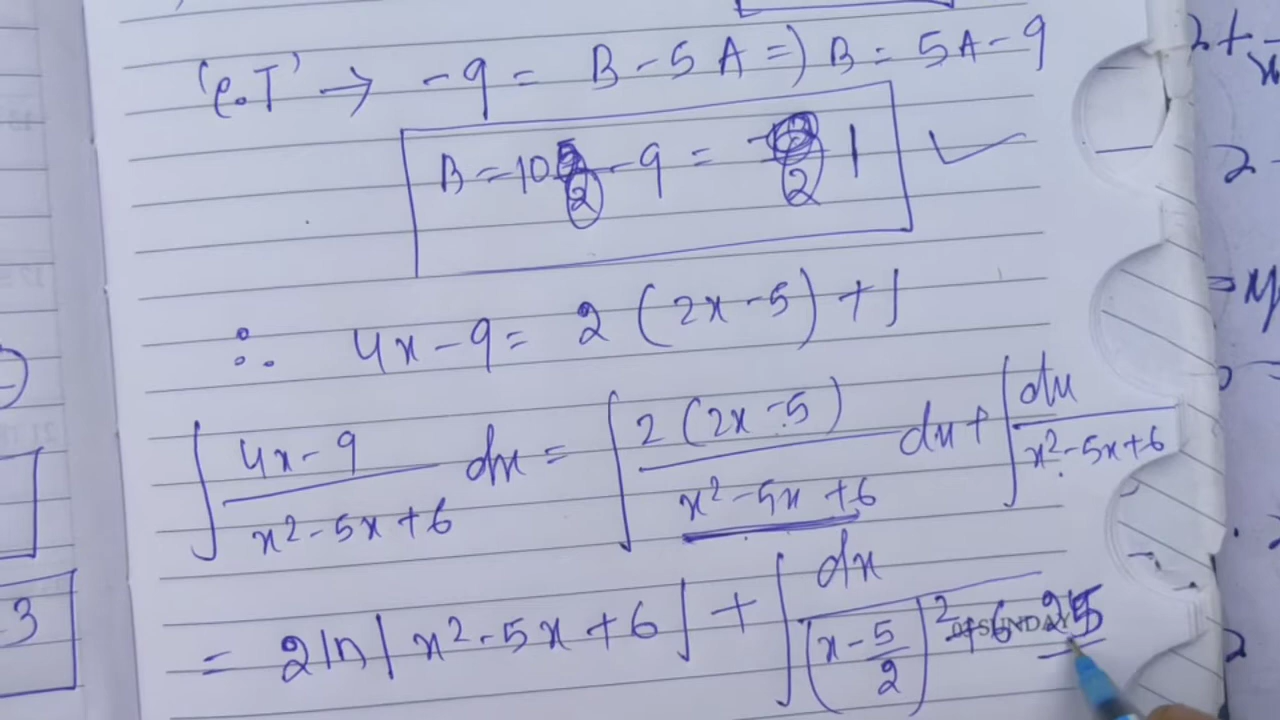 'C.T' → -9 = B - 5A ⇒ B = 5A - 9
B = 10 - 9 = 1 ✓
∴ 4x - 9 = 2 (2x - 5) + 1
∫ (4x - 9)/(x² - 5x + 6) dx = ∫ 2(2x - 5)/(x² - 5x + 6) dx + ∫ dx/(x² - 5x + 6)
= 2 ln | x² - 5x + 6 | + ∫ dx/(x - 5/2)² + 6 - 25
3